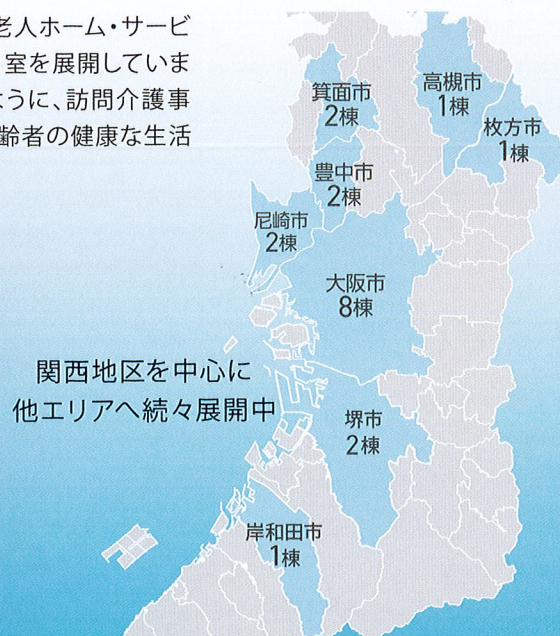 老人ホーム・サービ
室を展開していま
ように、訪問介護事
齢者の健康な生活
箕面市
2棟
高槻市
1棟
枚方市
1棟
豊中市
2棟
尼崎市
2棟
大阪市
8棟
関西地区を中心に
他エリアへ続々展開中
堺市
2棟
岸和田市
1棟